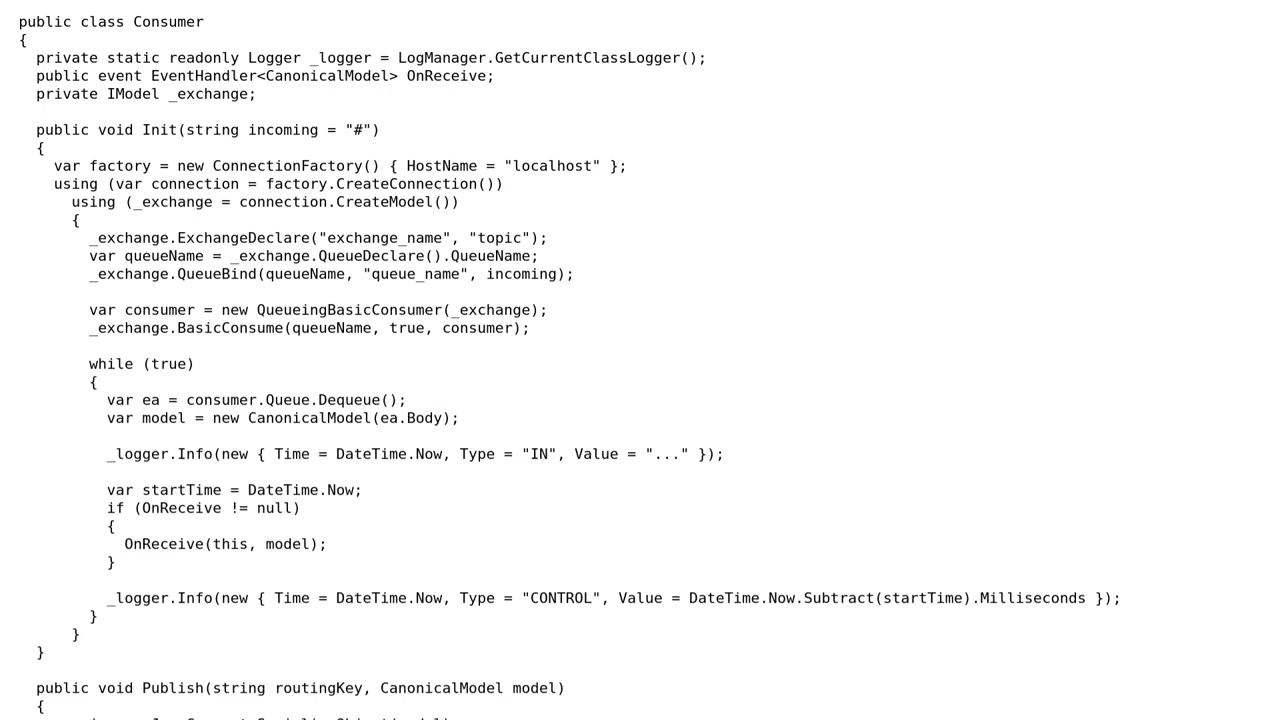 public class Consumer
{
private static readonly Logger _logger = LogManager.GetCurrentClassLogger();
public event EventHandler<CanonicalModel> OnReceive;
private IModel _exchange;
public void Init(string incoming = "#")
{
var factory = new ConnectionFactory() { HostName = "localhost" };
using (var connection = factory.CreateConnection())
using (_exchange = connection.CreateModel())
{
_exchange.ExchangeDeclare("exchange_name", "topic");
var queueName = _exchange.QueueDeclare().QueueName;
_exchange.QueueBind(queueName, "queue_name", incoming);
var consumer = new QueueingBasicConsumer(_exchange);
_exchange.BasicConsume(queueName, true, consumer);
while (true)
{
var ea = consumer.Queue.Dequeue();
var model = new CanonicalModel(ea.Body);
_logger.Info(new { Time = DateTime.Now, Type = "IN", Value = "..." });
var startTime = DateTime.Now;
if (OnReceive != null)
{
OnReceive(this, model);
}
_logger.Info(new { Time = DateTime.Now, Type = "CONTROL", Value = DateTime.Now.Subtract(startTime).Milliseconds });
}
}
}
public void Publish(string routingKey, CanonicalModel model)
{